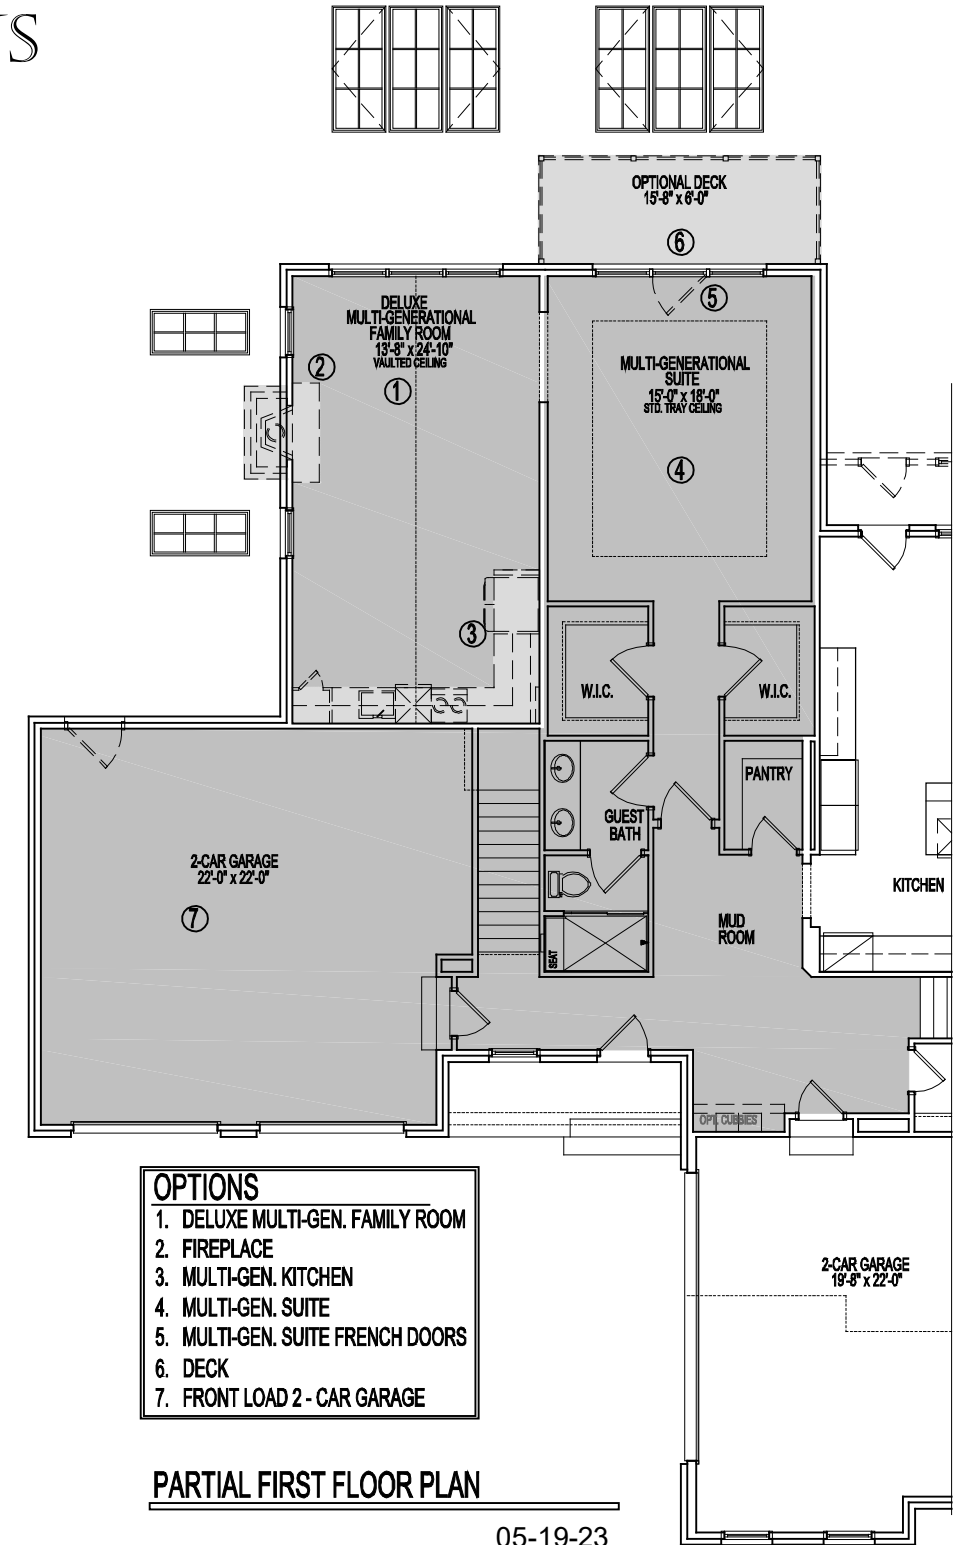 OPTIONAL DECK
15'-8" x 6'-0"
6
5
DELUXE
MULTI-GENERATIONAL
FAMILY ROOM
13'-8" x 24'-10"
VAULTED CEILING
2
1
MULTI-GENERATIONAL
SUITE
15'-0" x 18'-0"
STD. TRAY CEILING
4
3
W.I.C.
W.I.C.
PANTRY
GUEST
BATH
2-CAR GARAGE
22'-0" x 22'-0"
7
KITCHEN
MUD
ROOM
SEAT
OPT. CUBBIES
OPTIONS
1. DELUXE MULTI-GEN. FAMILY ROOM
2. FIREPLACE
3. MULTI-GEN. KITCHEN
4. MULTI-GEN. SUITE
5. MULTI-GEN. SUITE FRENCH DOORS
6. DECK
7. FRONT LOAD 2 - CAR GARAGE
2-CAR GARAGE
19'-8" x 22'-0"
PARTIAL FIRST FLOOR PLAN
05-19-23